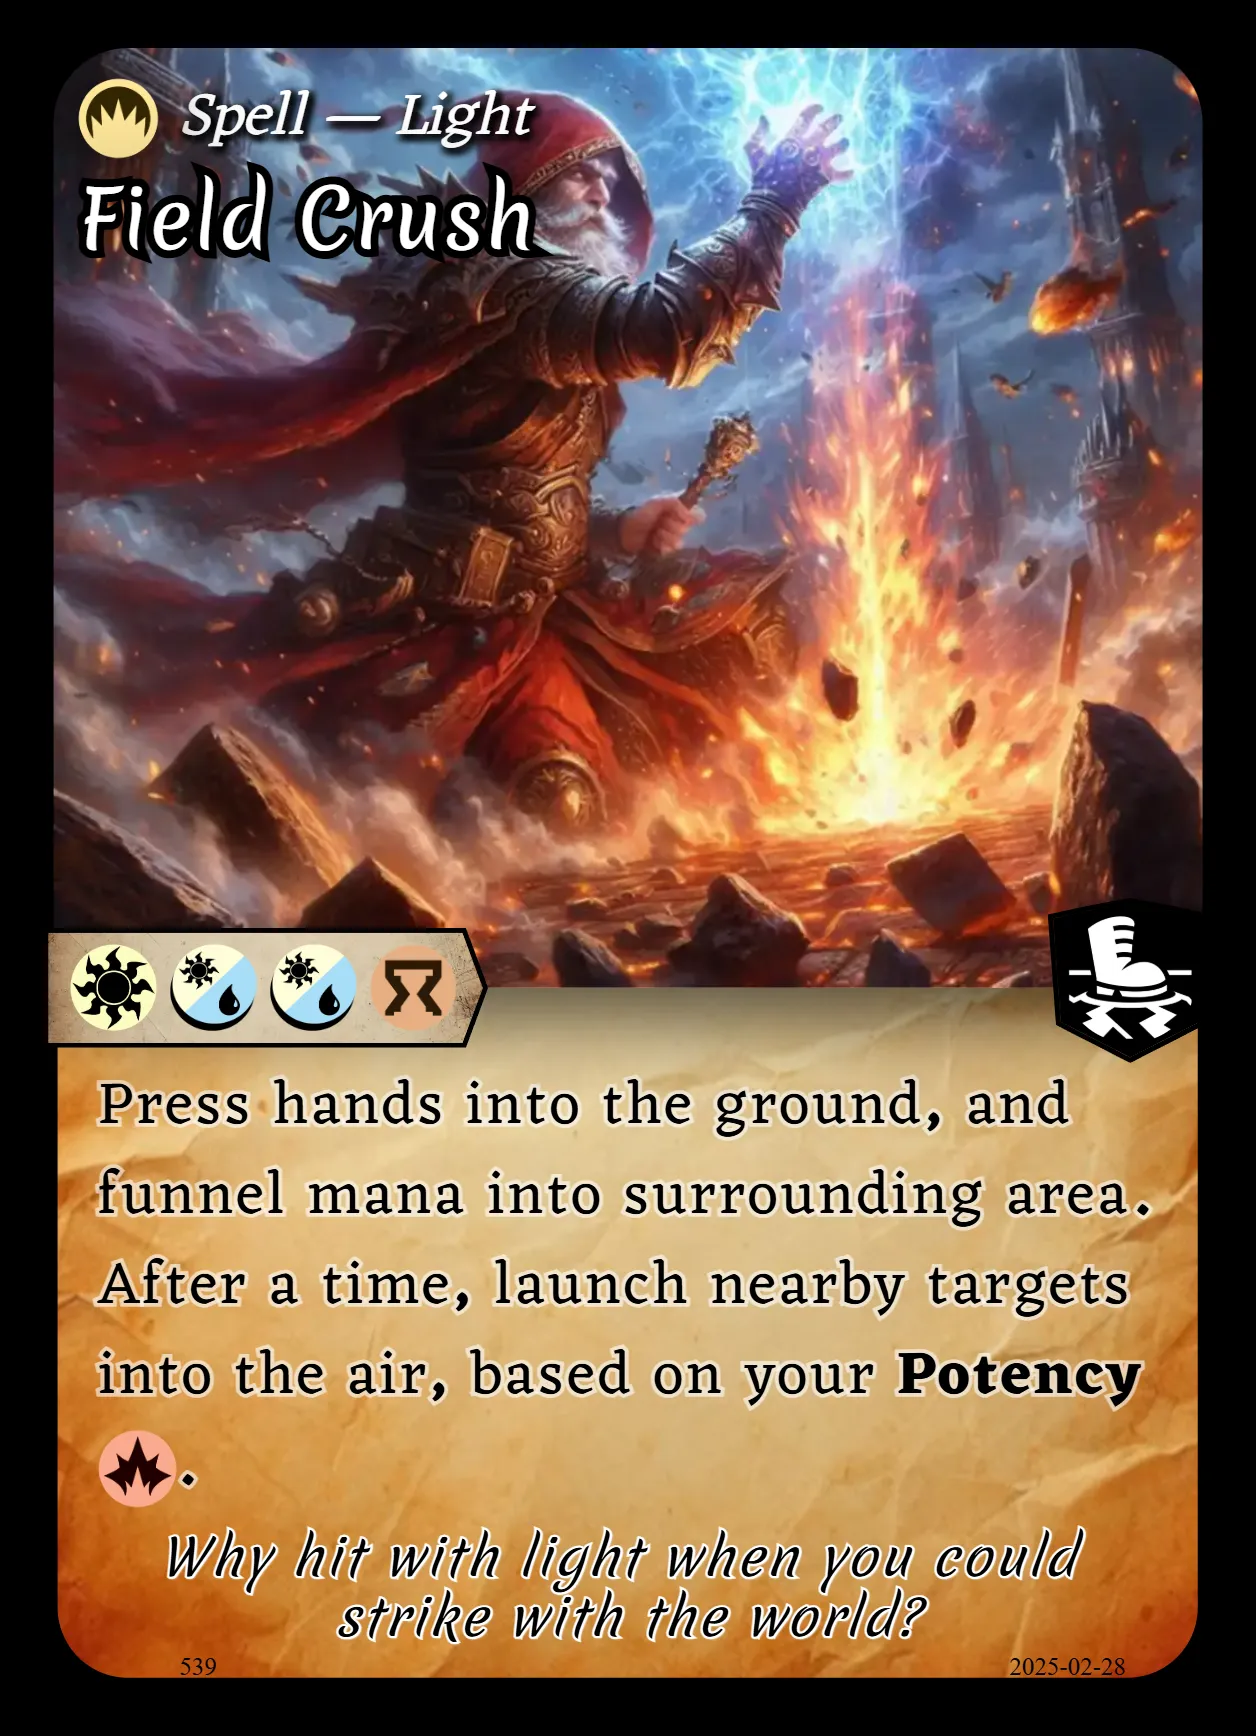 Spell — Light
Field Crush
Press hands into the ground, and
funnel mana into surrounding area.
After a time, launch nearby targets
into the air, based on your Potency
.
Why hit with light when you could
strike with the world?
539
2025-02-28